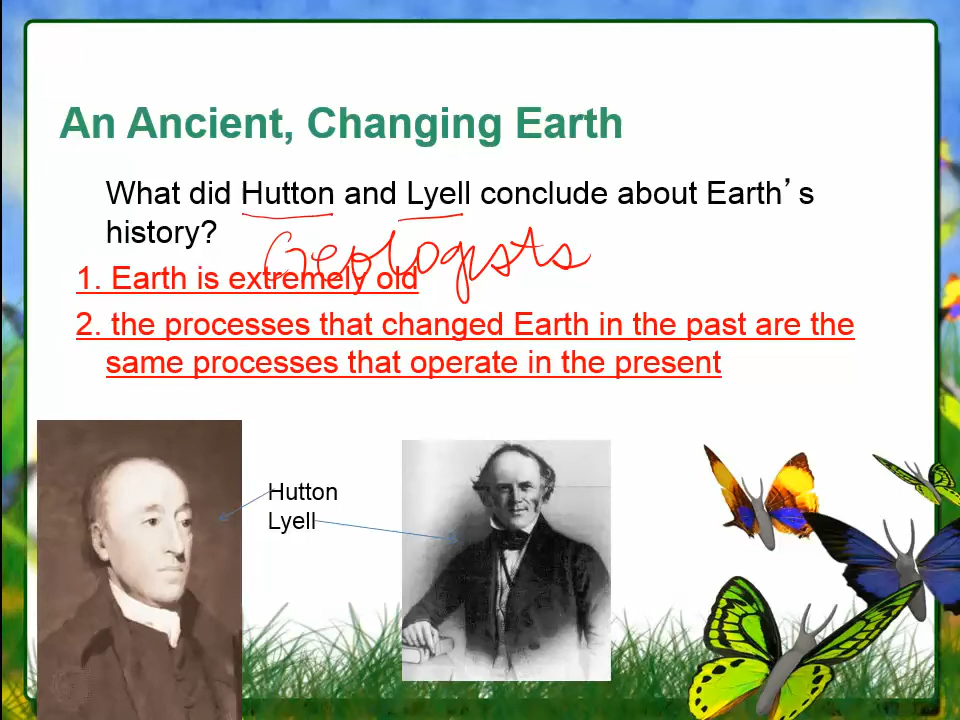 An Ancient, Changing Earth
What did Hutton and Lyell conclude about Earth’s
history?
Geologists
1. Earth is extremely old
2. the processes that changed Earth in the past are the
same processes that operate in the present
Hutton
Lyell